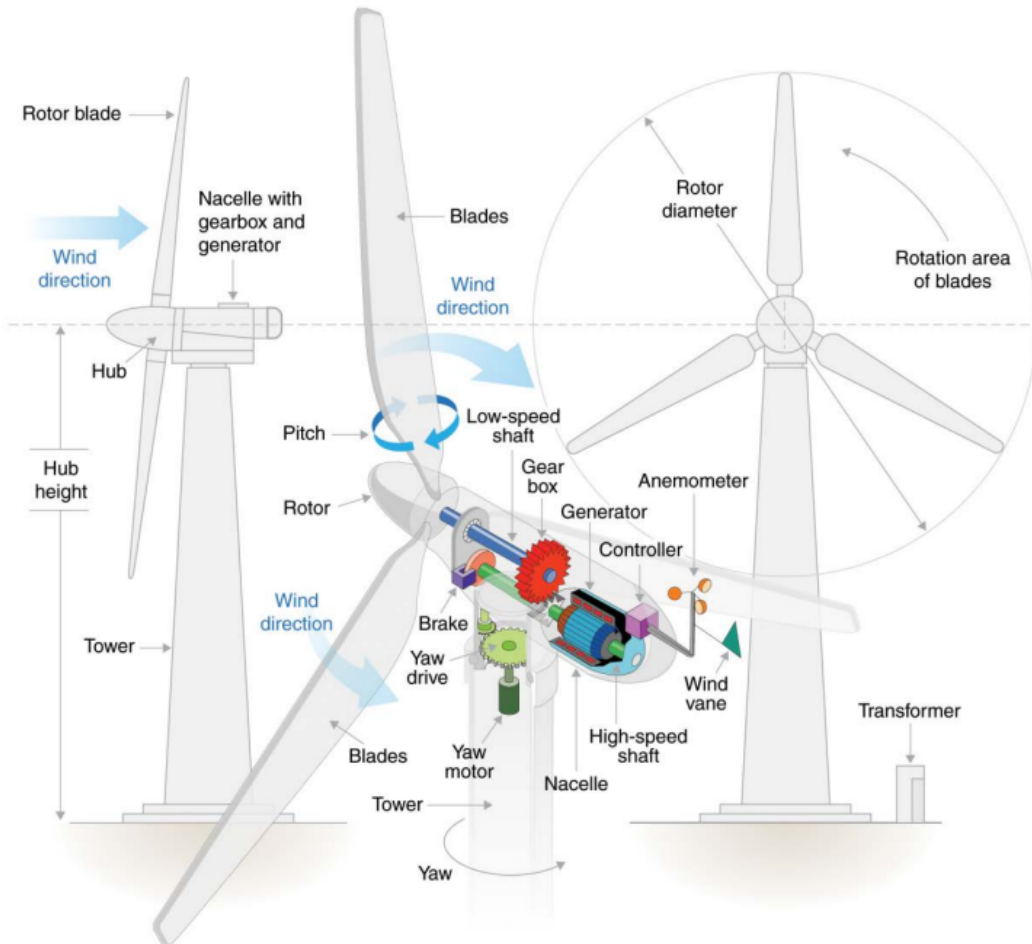 Rotor blade
Nacelle with
gearbox and
generator
Wind
direction
Hub
Hub
height
Tower
Blades
Wind
direction
Pitch
Low-speed
shaft
Rotor
Gear
box
Generator
Controller
Anemometer
Wind
direction
Brake
Yaw
drive
Wind
vane
Blades
Yaw
motor
High-speed
shaft
Nacelle
Tower
Yaw
Rotor
diameter
Rotation area
of blades
Transformer